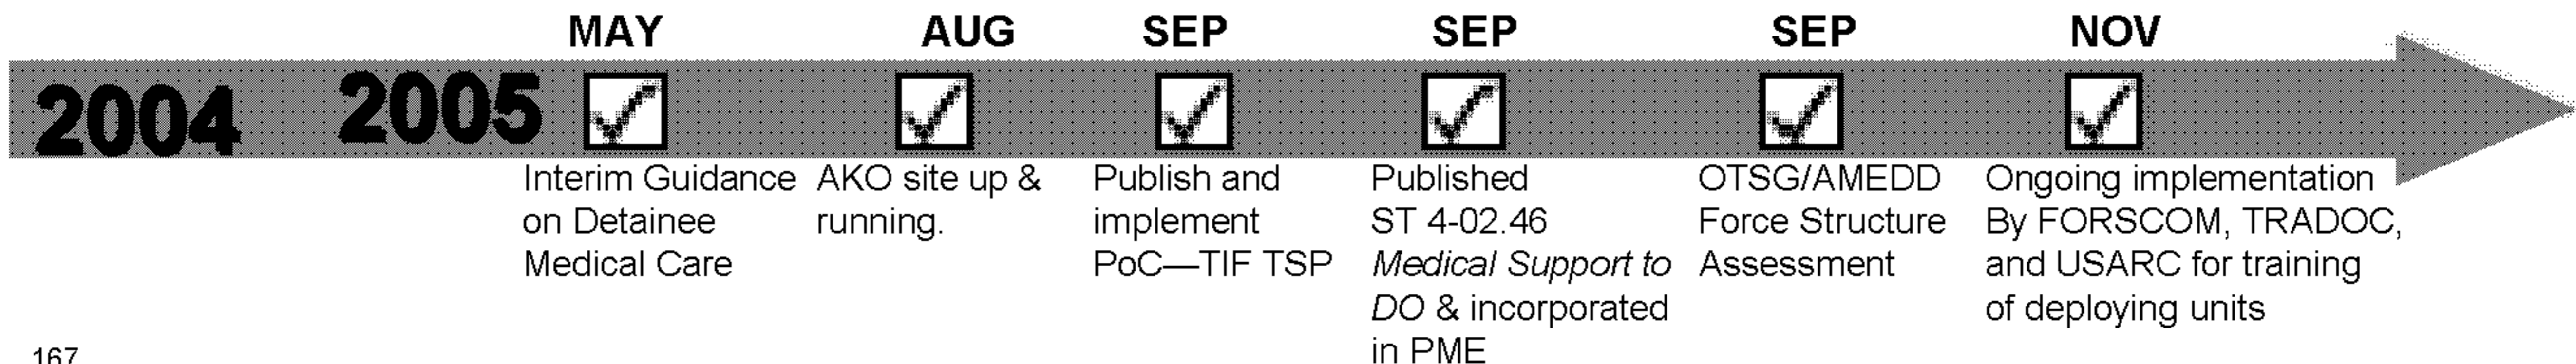 MAY AUG SEP SEP SEP NOV
2004 2005
Interim Guidance
on Detainee
Medical Care
AKO site up &
running.
Publish and
implement
PoC—TIF TSP
Published
ST 4-02.46
Medical Support to
DO & incorporated
in PME
OTSG/AMEDD
Force Structure
Assessment
Ongoing implementation
By FORSCOM, TRADOC,
and USARC for training
of deploying units
167